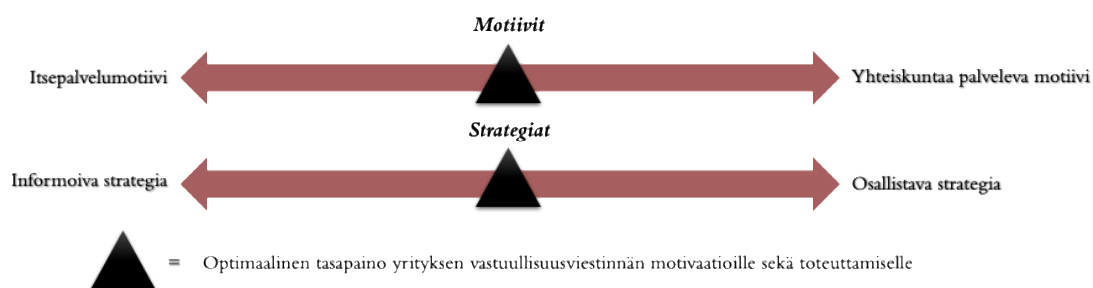 Motiivit
Itsepalvelumotiivi
Yhteiskuntaa palveleva motiivi
Strategiat
Informoiva strategia
Osallistava strategia
= Optimaalinen tasapaino yrityksen vastuullisuusviestinnän motivaatioille sekä toteuttamiselle